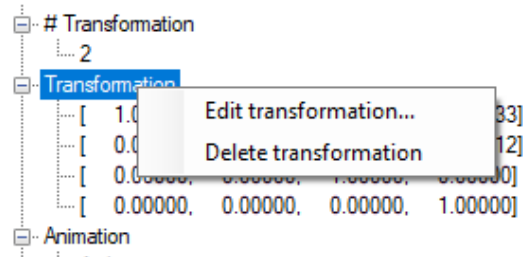 # Transformation
2
Transformation
Edit transformation...
Delete transformation
[ 1.0 33]
[ 0.0 12]
[ 0.00000, 0.00000, 1.00000, 0.00000]
[ 0.00000, 0.00000, 0.00000, 1.00000]
Animation